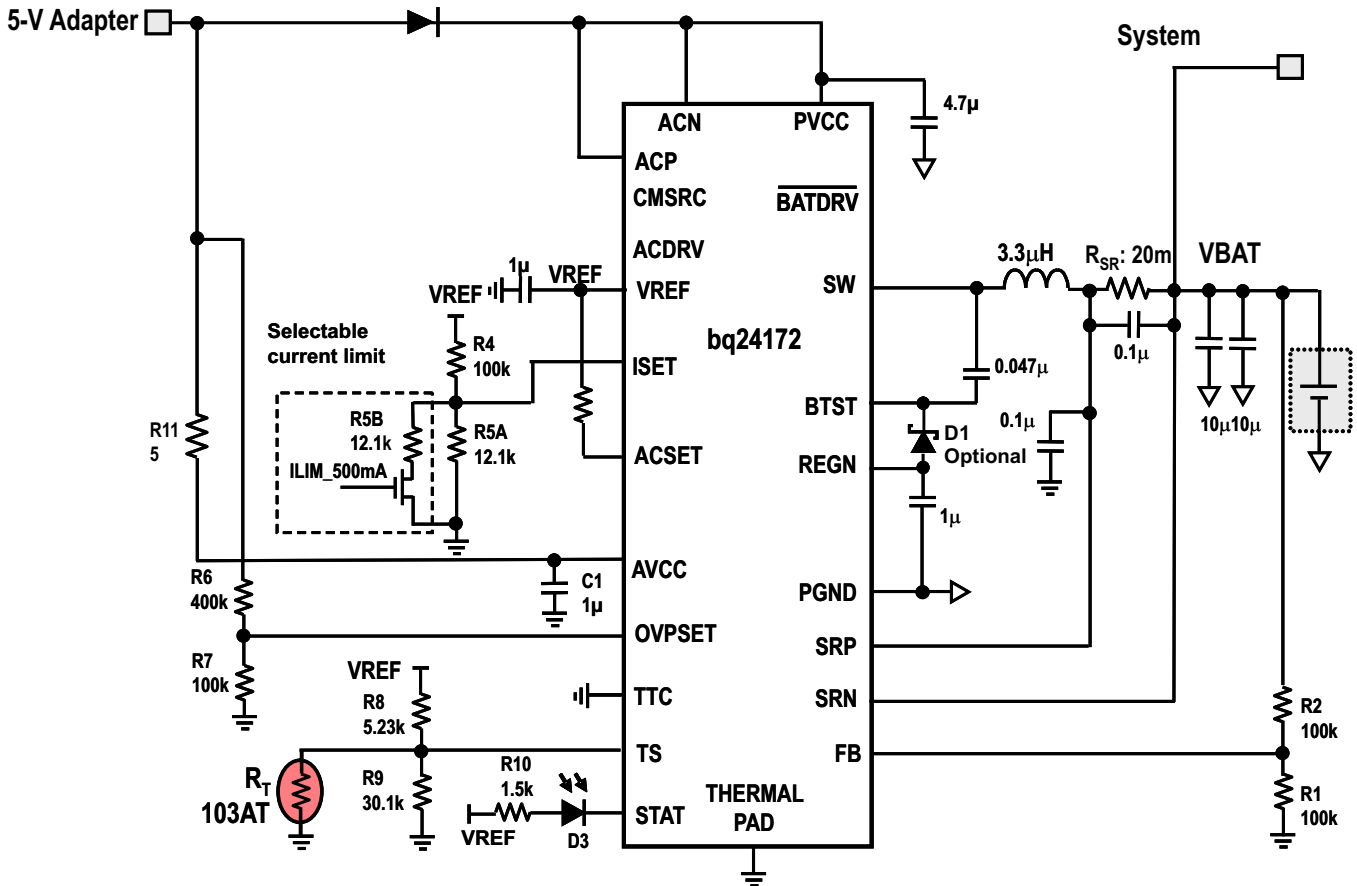 5-V Adapter
System
4.7µ
ACN
PVCC
ACP
CMSRC
BATDRV
ACDRV
1µ
VREF
VREF
VREF
SW
3.3µH
RSR: 20m
VBAT
Selectable
current limit
R4
100k
bq24172
ISET
0.1µ
0.047µ
R5B
12.1k
R5A
12.1k
BTST
0.1µ
10µ
10µ
R11
5
ILIM_500mA
ACSET
D1
Optional
REGN
1µ
AVCC
R6
400k
C1
1µ
PGND
OVPSET
SRP
R7
100k
VREF
TTC
SRN
R8
5.23k
R2
100k
TS
FB
RT
103AT
R9
30.1k
R10
1.5k
VREF
D3
STAT
THERMAL
PAD
R1
100k